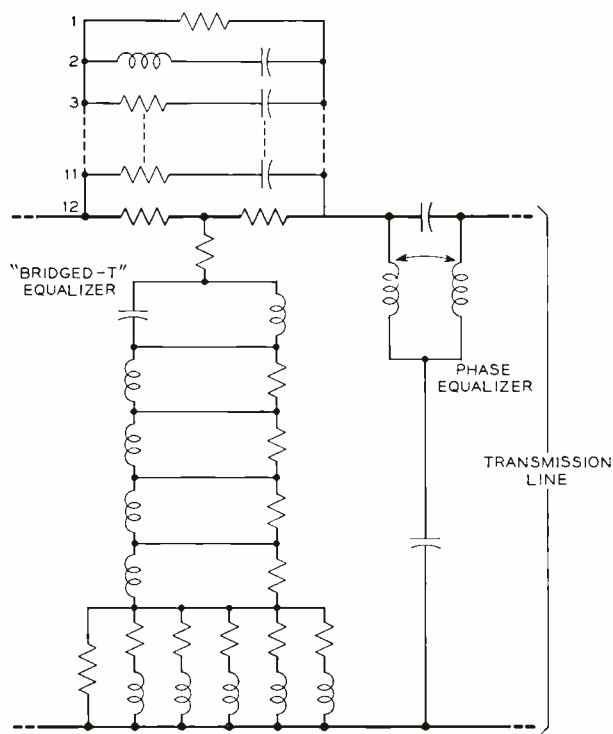 1
2
3
11
12
"BRIDGED-T"
EQUALIZER
PHASE
EQUALIZER
TRANSMISSION
LINE